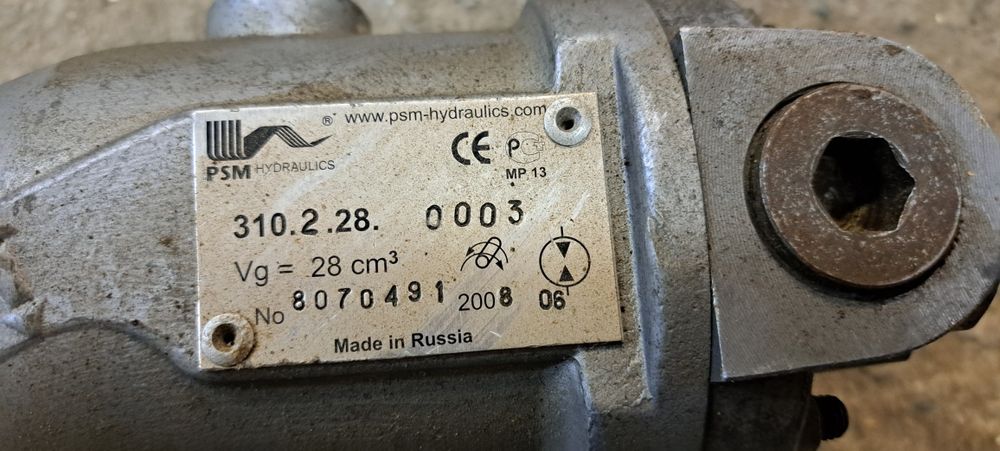 ® www.psm-hydraulics.com
PSM HYDRAULICS
CE
MP 13
310.2.28. 0003
Vg = 28 cm³
No 8070491 2008 06
Made in Russia